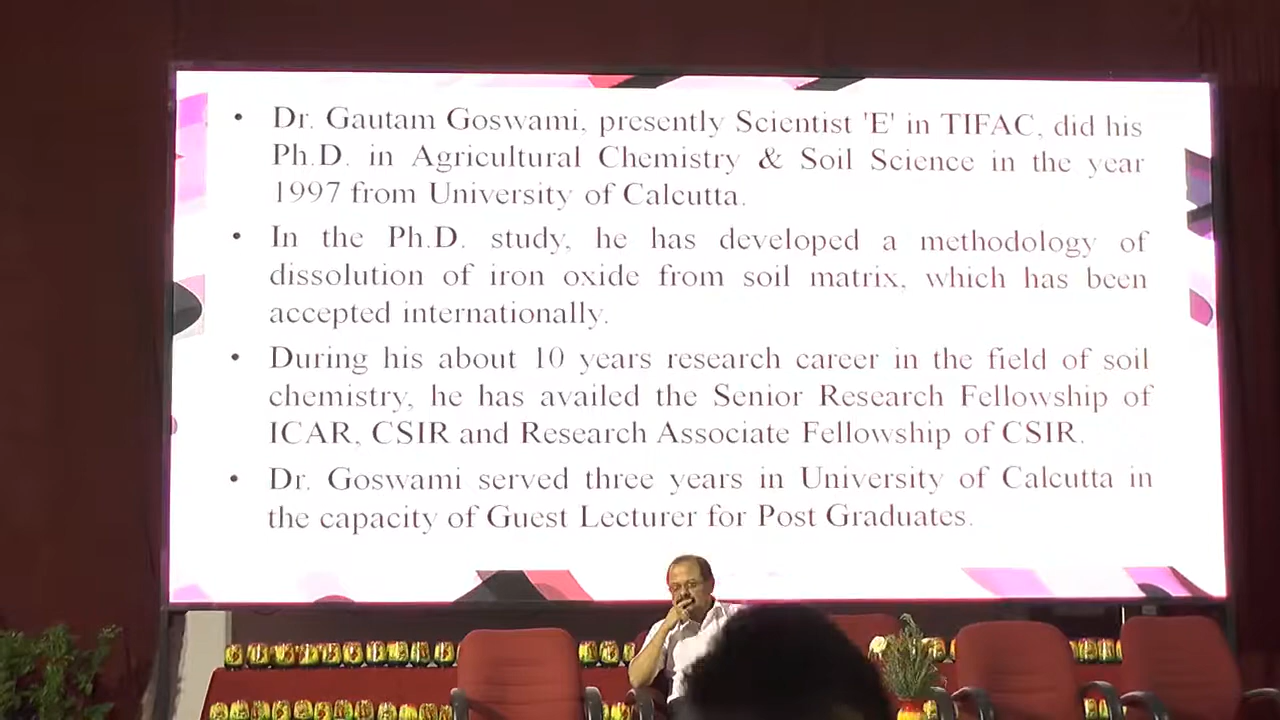 • Dr. Gautam Goswami, presently Scientist 'E' in TIFAC, did his
Ph.D. in Agricultural Chemistry & Soil Science in the year
1997 from University of Calcutta.
• In the Ph.D. study, he has developed a methodology of
dissolution of iron oxide from soil matrix, which has been
accepted internationally.
• During his about 10 years research career in the field of soil
chemistry, he has availed the Senior Research Fellowship of
ICAR, CSIR and Research Associate Fellowship of CSIR.
• Dr. Goswami served three years in University of Calcutta in
the capacity of Guest Lecturer for Post Graduates.